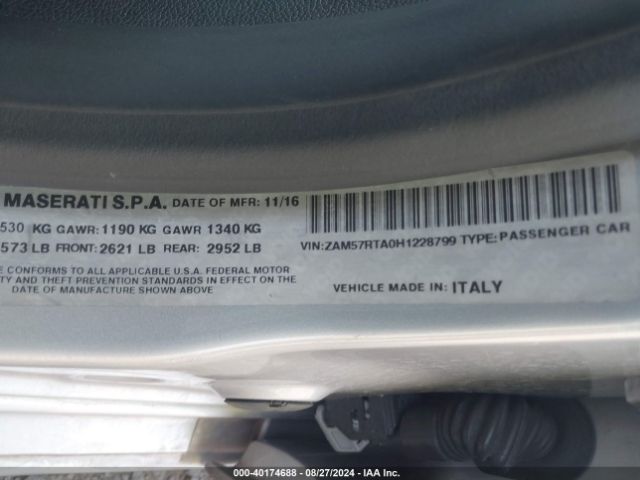 MASERATI S.P.A. DATE OF MFR: 11/16
530 KG GAWR: 1190 KG GAWR 1340 KG
573 LB FRONT: 2621 LB REAR: 2952 LB
E CONFORMS TO ALL APPLICABLE U.S.A. FEDERAL MOTOR
TY AND THEFT PREVENTION STANDARDS IN EFFECT ON THE
DATE OF MANUFACTURE SHOWN ABOVE
VIN:ZAM57RTA0H1228799 TYPE: PASSENGER CAR
VEHICLE MADE IN: ITALY
© - 40174688 - 08/27/2024 - IAA Inc.